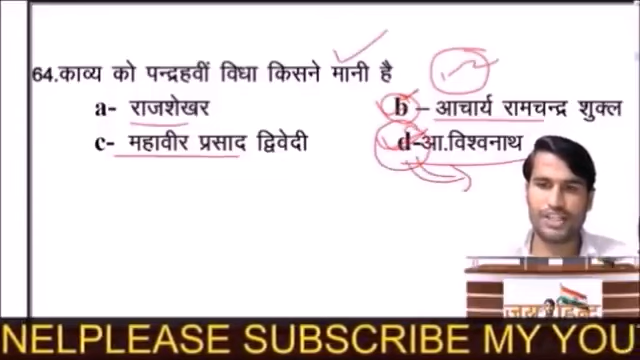 64.काव्य को पन्द्रहवीं विधा किसने मानी है
a- राजशेखर b – आचार्य रामचन्द्र शुक्ल
c- महावीर प्रसाद द्विवेदी d-आ.विश्वनाथ
NELPLEASE SUBSCRIBE MY YOU